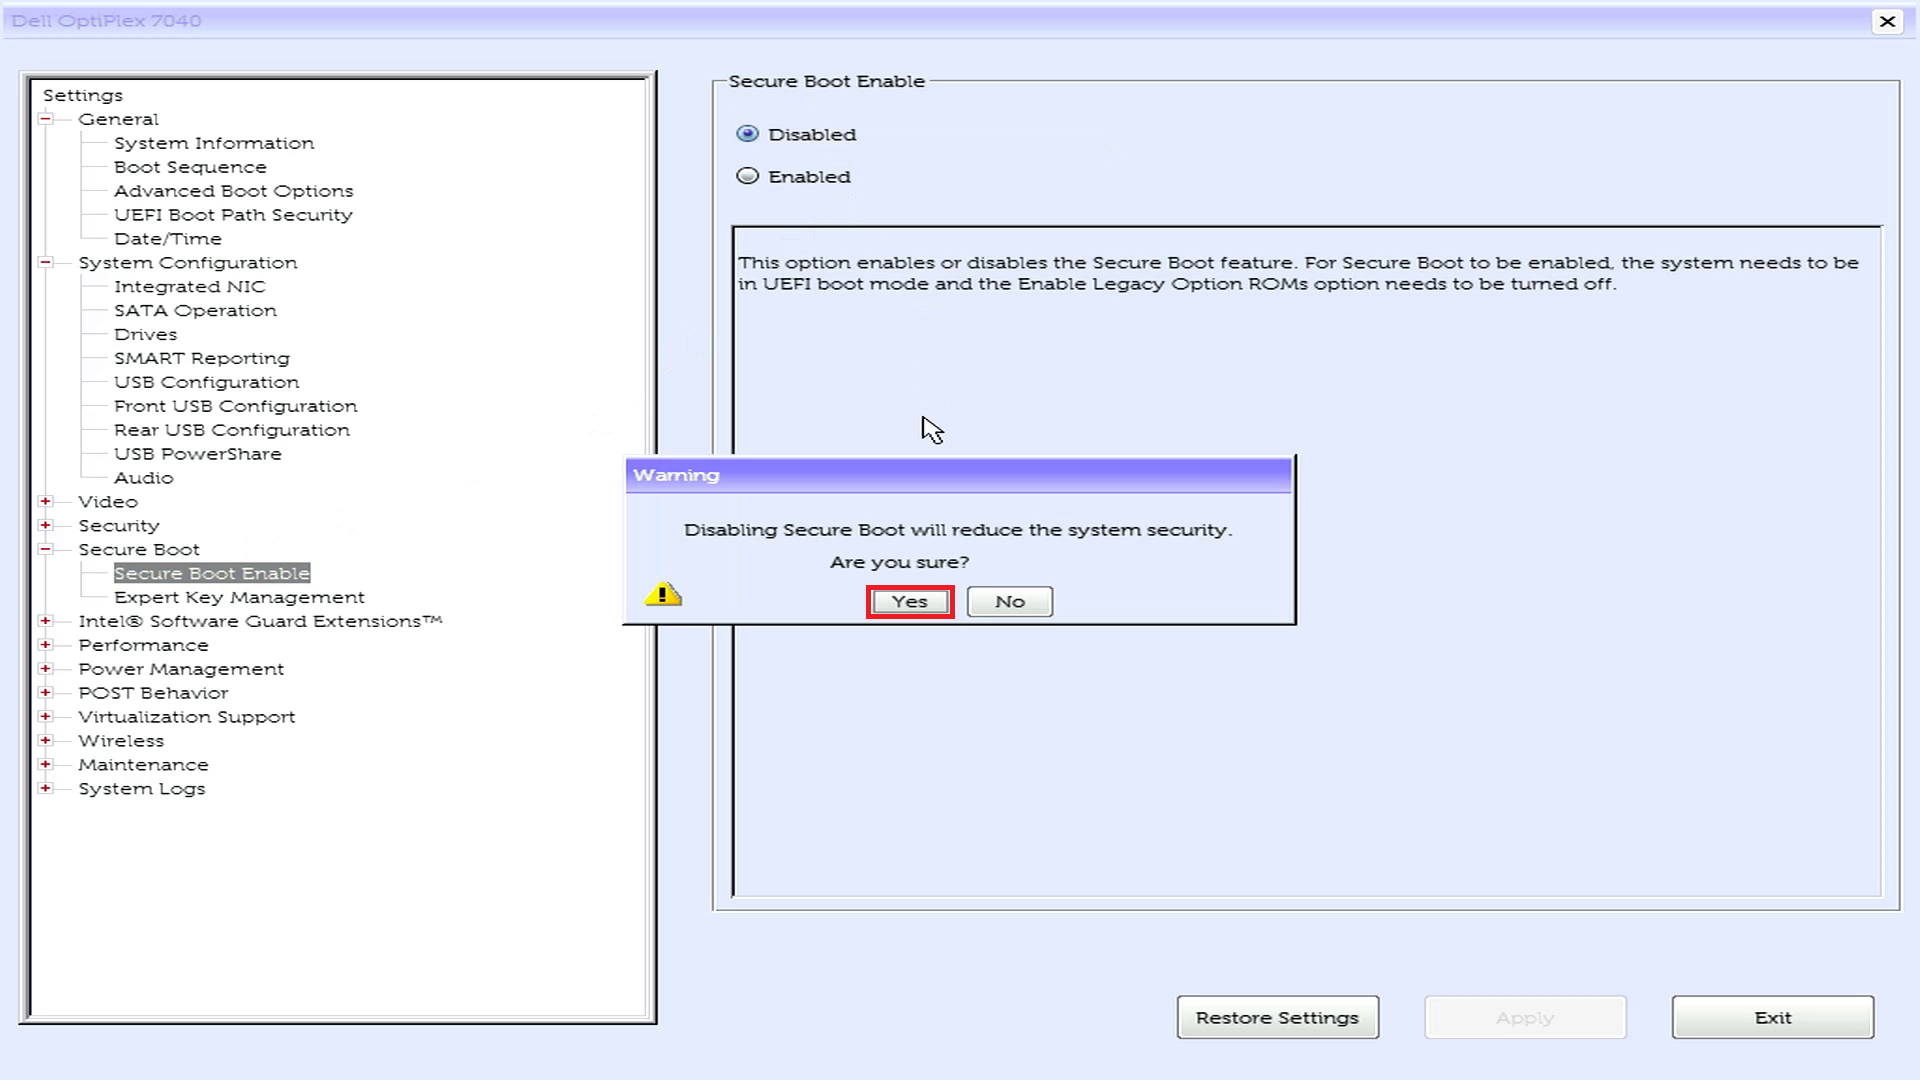 Dell OptiPlex 7040
Settings
General
System Information
Boot Sequence
Advanced Boot Options
UEFI Boot Path Security
Date/Time
System Configuration
Integrated NIC
SATA Operation
Drives
SMART Reporting
USB Configuration
Front USB Configuration
Rear USB Configuration
USB PowerShare
Audio
Video
Security
Secure Boot
Secure Boot Enable
Expert Key Management
Intel® Software Guard Extensions™
Performance
Power Management
POST Behavior
Virtualization Support
Wireless
Maintenance
System Logs
Secure Boot Enable
Disabled
Enabled
This option enables or disables the Secure Boot feature. For Secure Boot to be enabled, the system needs to be
in UEFI boot mode and the Enable Legacy Option ROMs option needs to be turned off.
Warning
Disabling Secure Boot will reduce the system security.
Are you sure?
Yes
No
Restore Settings
Apply
Exit